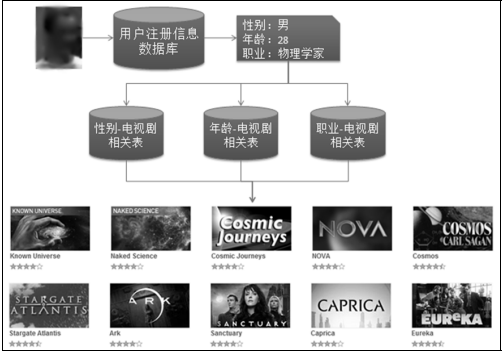 用户注册信息
数据库
性别：男
年龄：28
职业：物理学家
性别-电视剧
相关表
年龄-电视剧
相关表
职业-电视剧
相关表
KNOWN UNIVERSE
NAKED SCIENCE
Cosmic
Journeys
NOVA
COSMOS
CARL SAGAN
Known Universe
Naked Science
Cosmic Journeys
NOVA
Cosmos
STARGATE
ATLANTIS
ARK
SANCTUARY
CAPRICA
EUReKA
Stargate Atlantis
Ark
Sanctuary
Caprica
Eureka